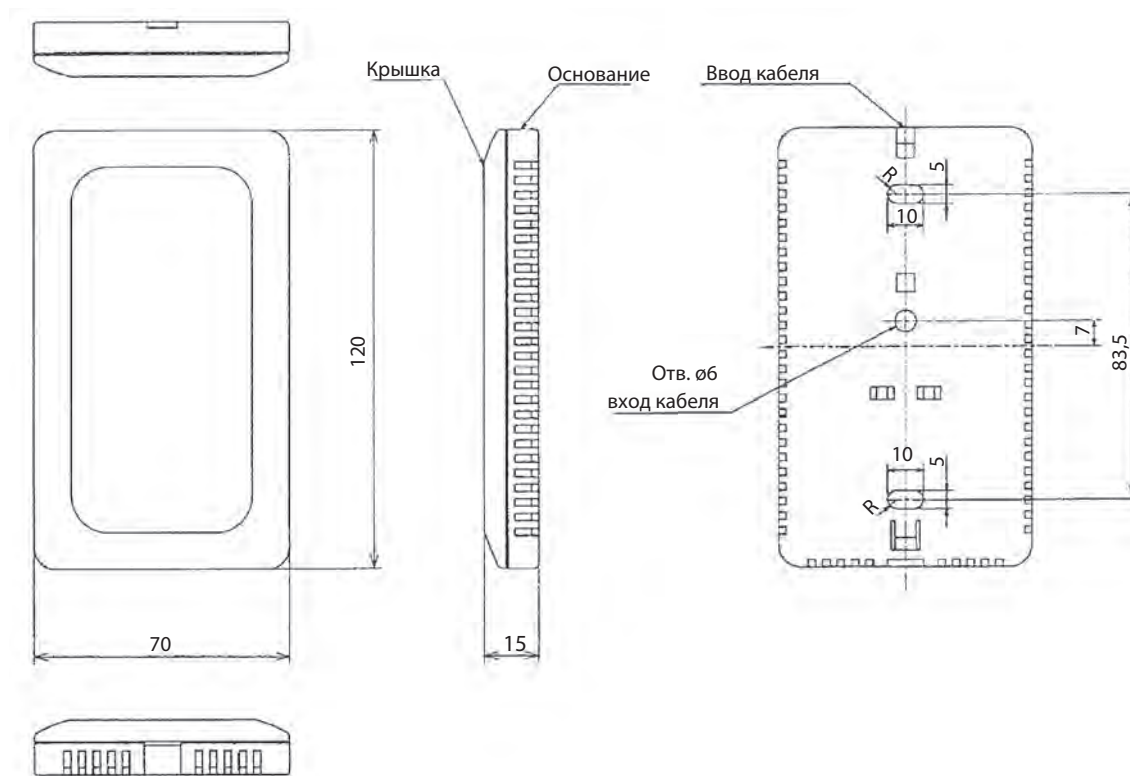 Крышка
Основание
Ввод кабеля
R
5
10
120
7
83,5
Отв. ø6
вход кабеля
10
5
R
70
15